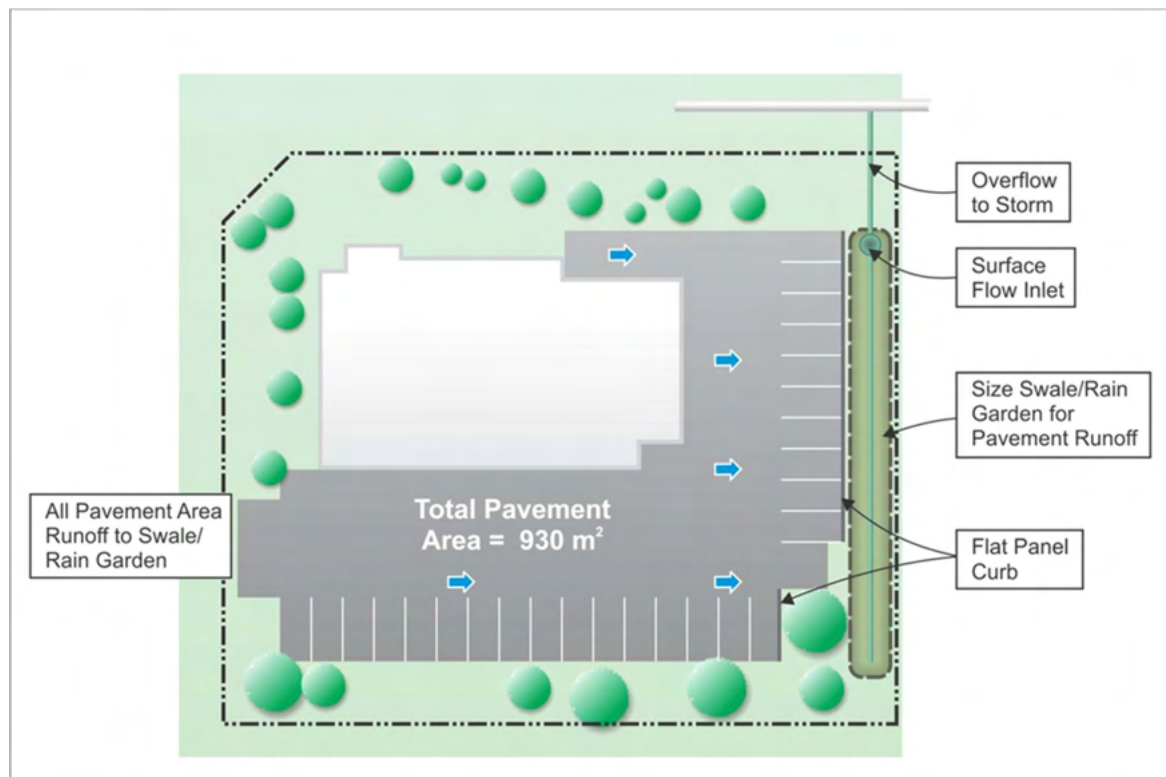 Overflow
to Storm
Surface
Flow Inlet
Size Swale/Rain
Garden for
Pavement Runoff
All Pavement Area
Runoff to Swale/
Rain Garden
Total Pavement
Area = 930 m²
Flat Panel
Curb